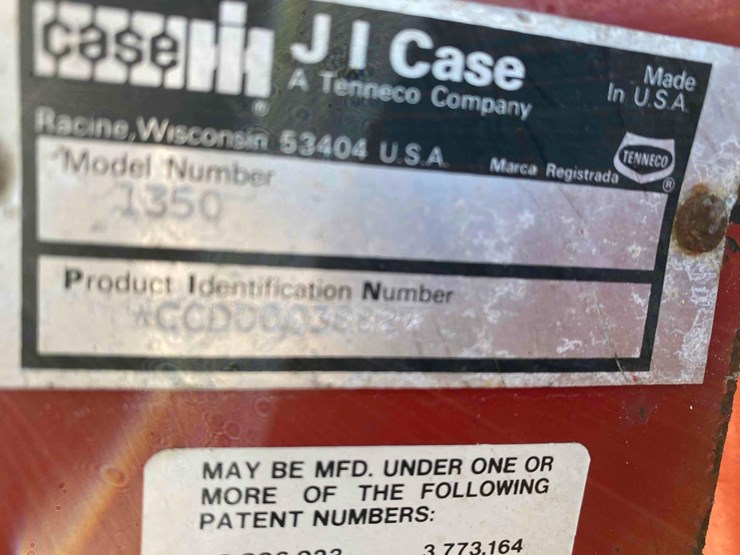 case IH J I Case
A Tenneco Company
Made
In U.S.A.
Racine, Wisconsin 53404 U.S.A.
Marca Registrada
TENNECO
®
Model Number
1350
Product Identification Number
MAY BE MFD. UNDER ONE OR
MORE OF THE FOLLOWING
PATENT NUMBERS:
3,773,164